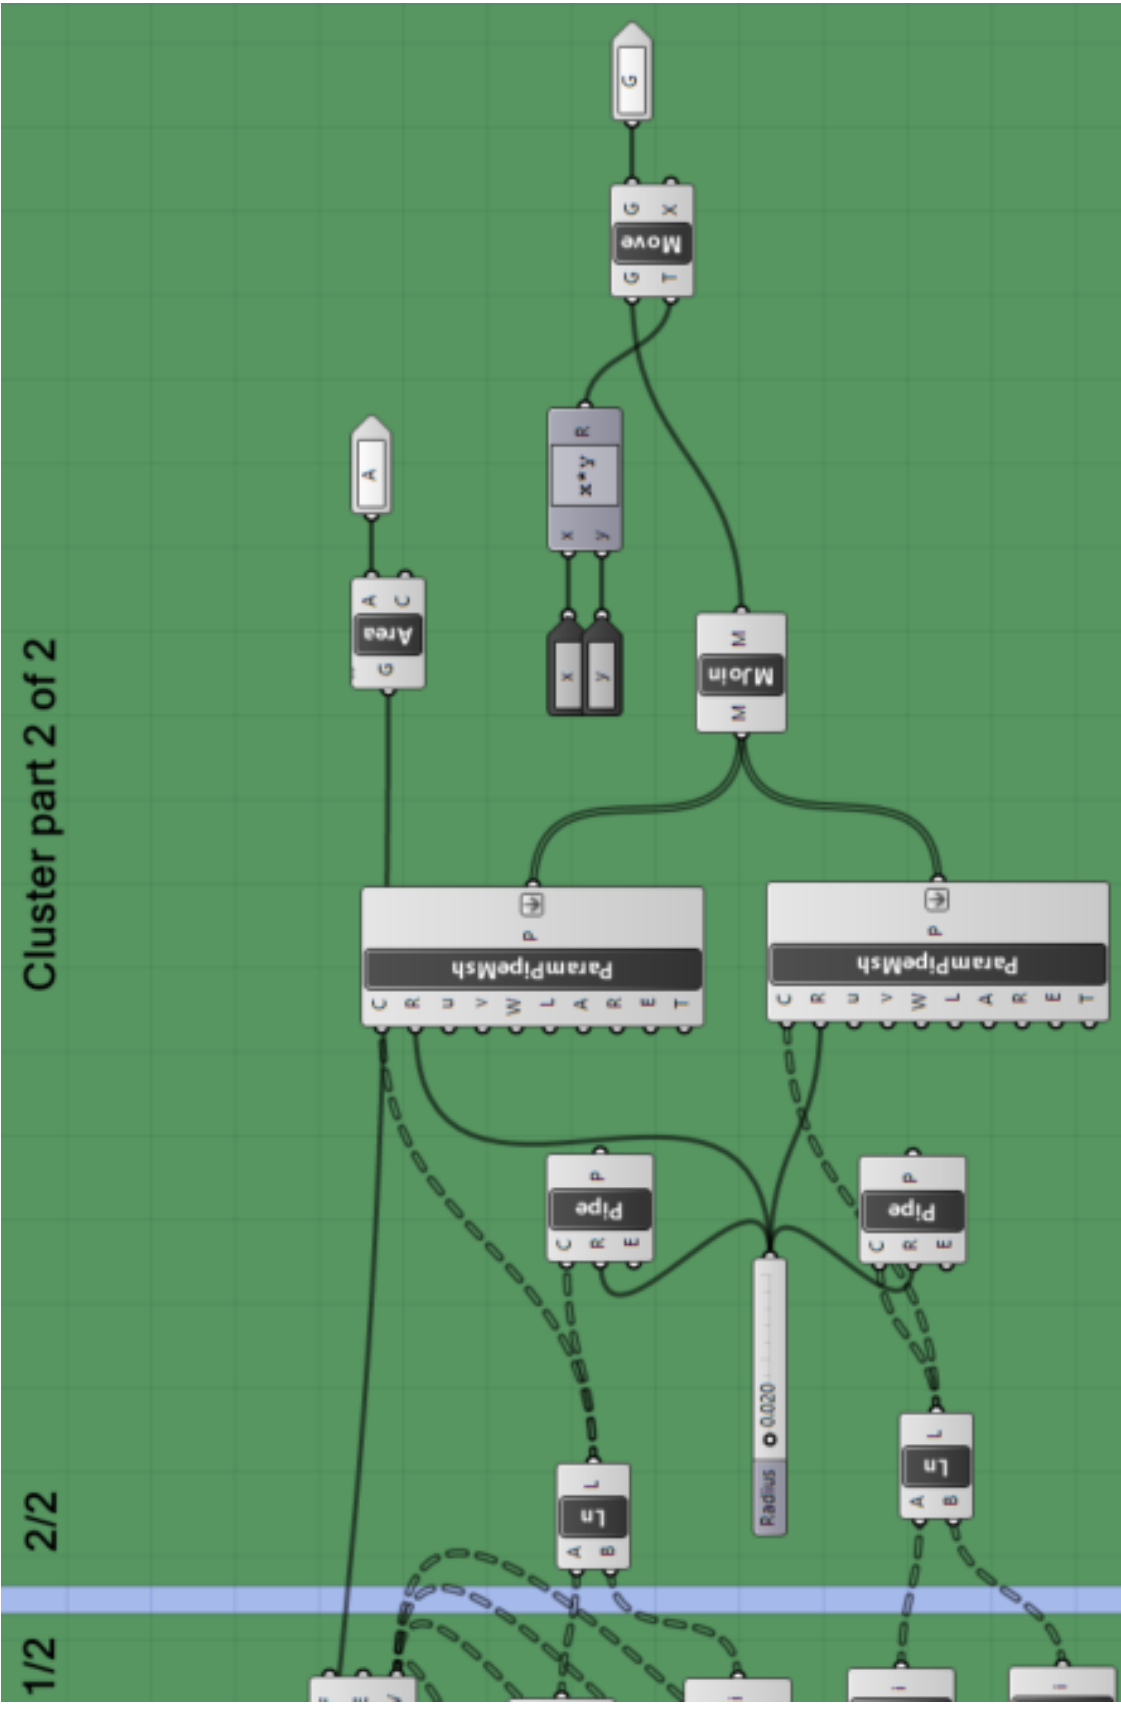 1/2
2/2
Cluster part 2 of 2
Area
G
A
C
A
ParamPipeMsh
C
R
u
v
W
L
A
R
E
T
P
Ln
A
B
L
Pipe
C
R
E
P
x
y
x*y
x
y
R
Move
G
T
G
X
G
MJoin
M
M
Radius
0.020
ParamPipeMsh
C
R
u
v
W
L
A
R
E
T
P
Pipe
C
R
E
P
Ln
A
B
L
i
i
i